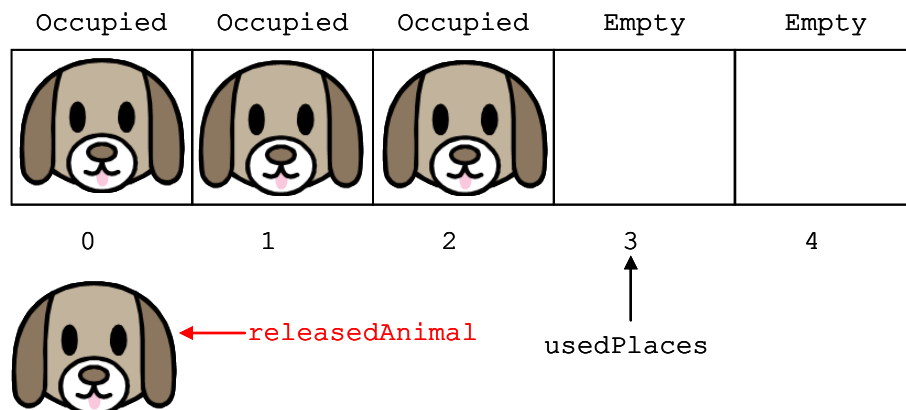 Occupied Occupied Occupied Empty Empty
0 1 2 3 4
releasedAnimal
usedPlaces